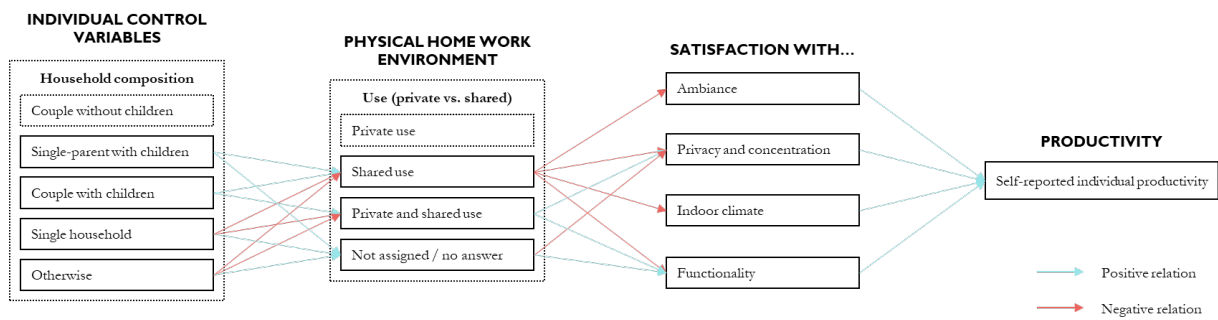 INDIVIDUAL CONTROL
VARIABLES
Household composition
Couple without children
Single-parent with children
Couple with children
Single household
Otherwise
PHYSICAL HOME WORK
ENVIRONMENT
Use (private vs. shared)
Private use
Shared use
Private and shared use
Not assigned / no answer
SATISFACTION WITH...
Ambiance
Privacy and concentration
Indoor climate
Functionality
PRODUCTIVITY
Self-reported individual productivity
Positive relation
Negative relation